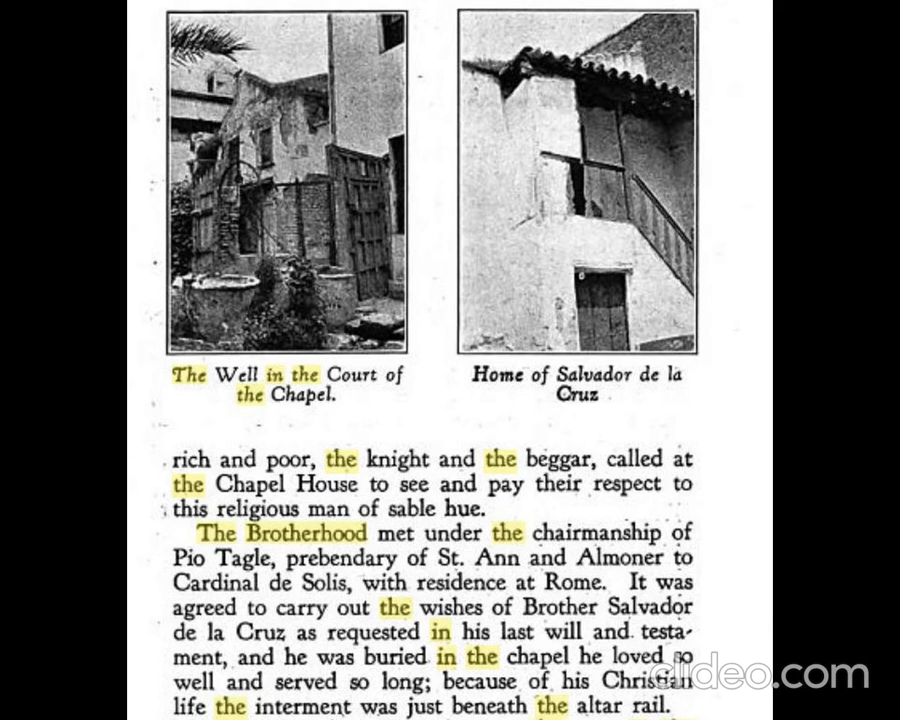 The Well in the Court of
the Chapel.
Home of Salvador de la
Cruz
rich and poor, the knight and the beggar, called at
the Chapel House to see and pay their respect to
this religious man of sable hue.
The Brotherhood met under the chairmanship of
Pio Tagle, prebendary of St. Ann and Almoner to
Cardinal de Solis, with residence at Rome. It was
agreed to carry out the wishes of Brother Salvador
de la Cruz as requested in his last will and testa-
ment, and he was buried in the chapel he loved so
well and served so long; because of his Christian
life the interment was just beneath the altar rail.
clideo.com